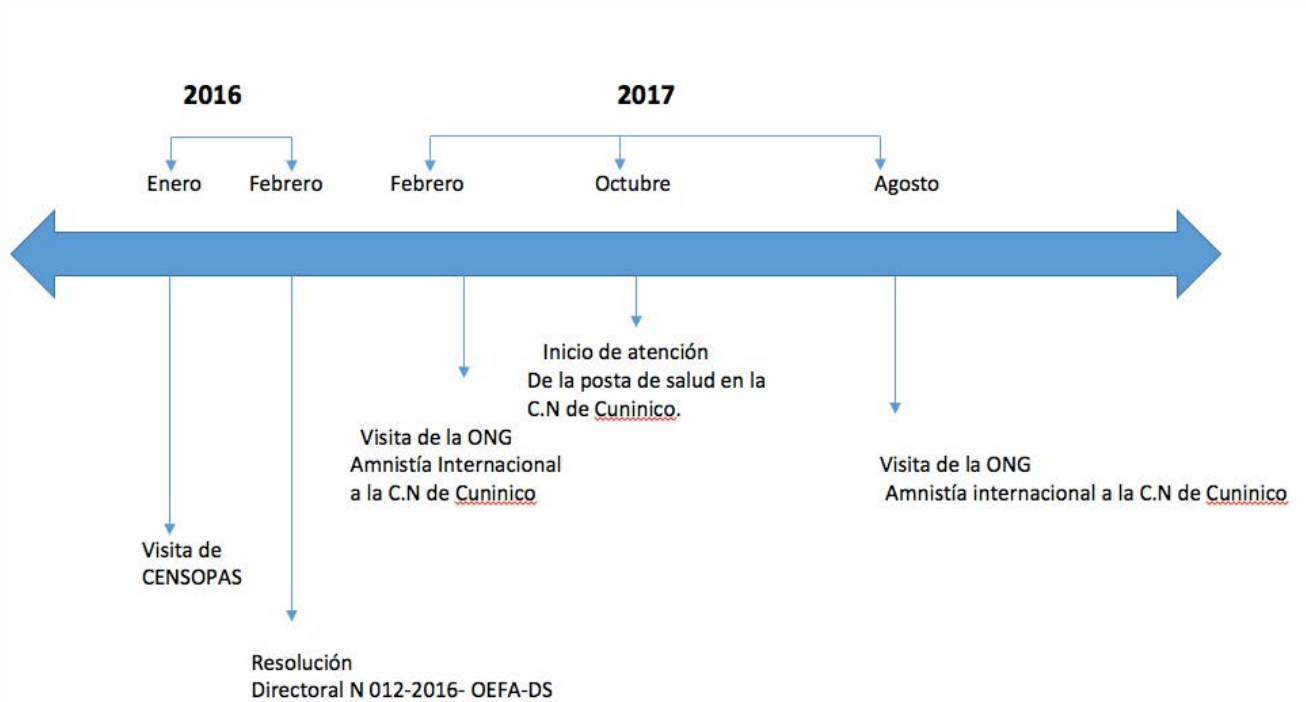 2016
2017
Enero
Febrero
Febrero
Octubre
Agosto
Inicio de atención
De la posta de salud en la
C.N de Cuninico.
Visita de la ONG
Amnistía Internacional
a la C.N de Cuninico
Visita de la ONG
Amnistía internacional a la C.N de Cuninico
Visita de
CENSOPAS
Resolución
Directoral N 012-2016- OEFA-DS